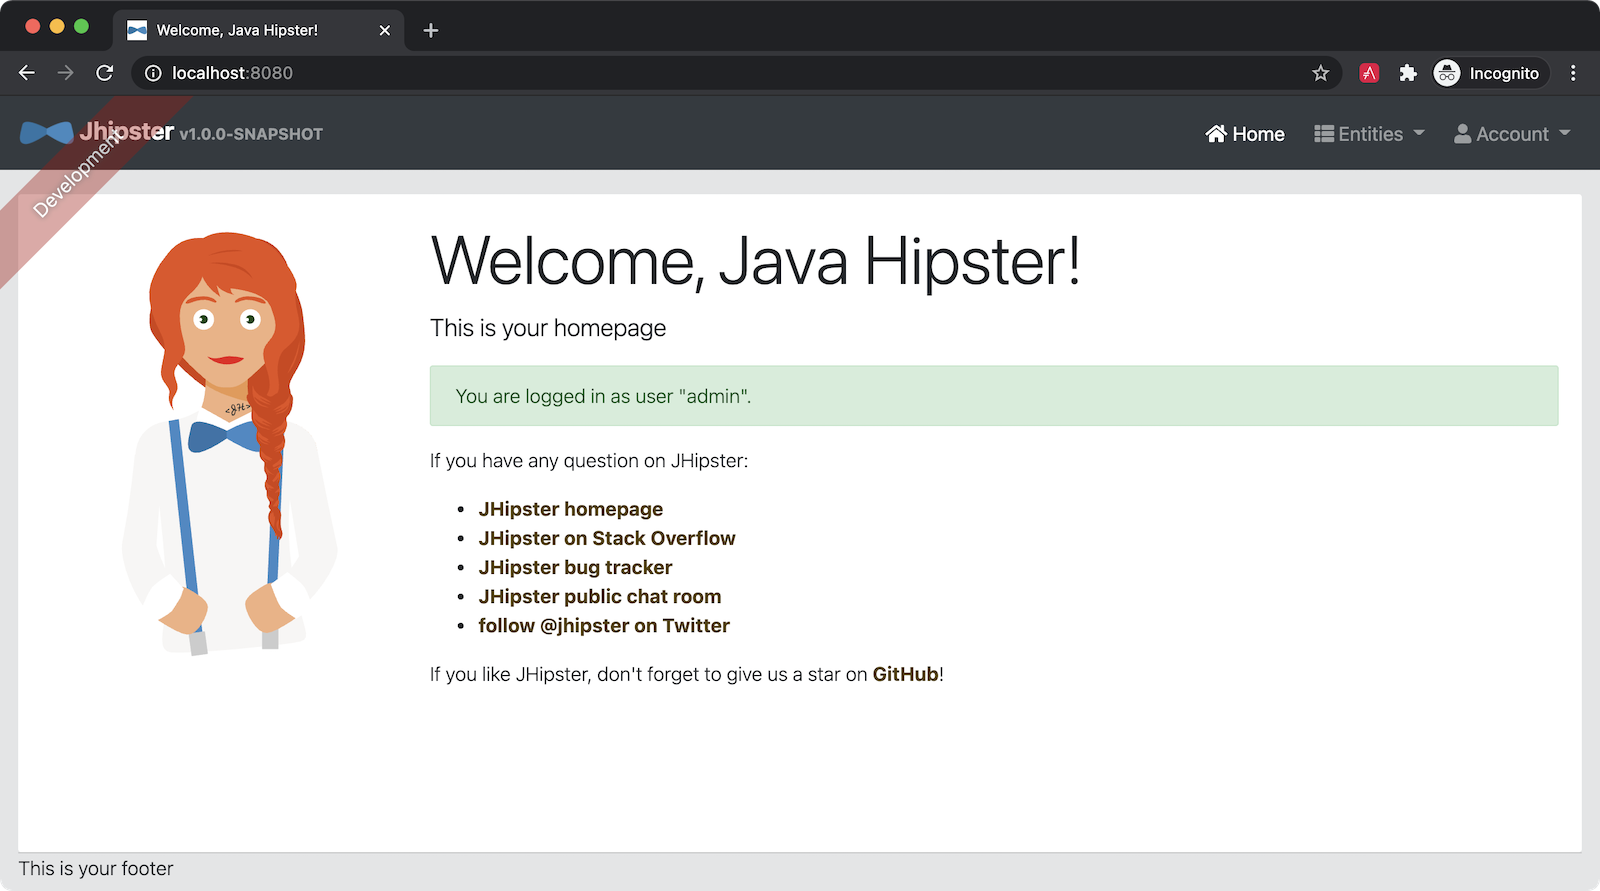 Welcome, Java Hipster!
localhost:8080
Incognito
Jhipster v1.0.0-SNAPSHOT
Home
Entities
Account
Development
Welcome, Java Hipster!
This is your homepage
You are logged in as user "admin".
<JH>
If you have any question on JHipster:
JHipster homepage
JHipster on Stack Overflow
JHipster bug tracker
JHipster public chat room
follow @jhipster on Twitter
If you like JHipster, don't forget to give us a star on GitHub!
This is your footer